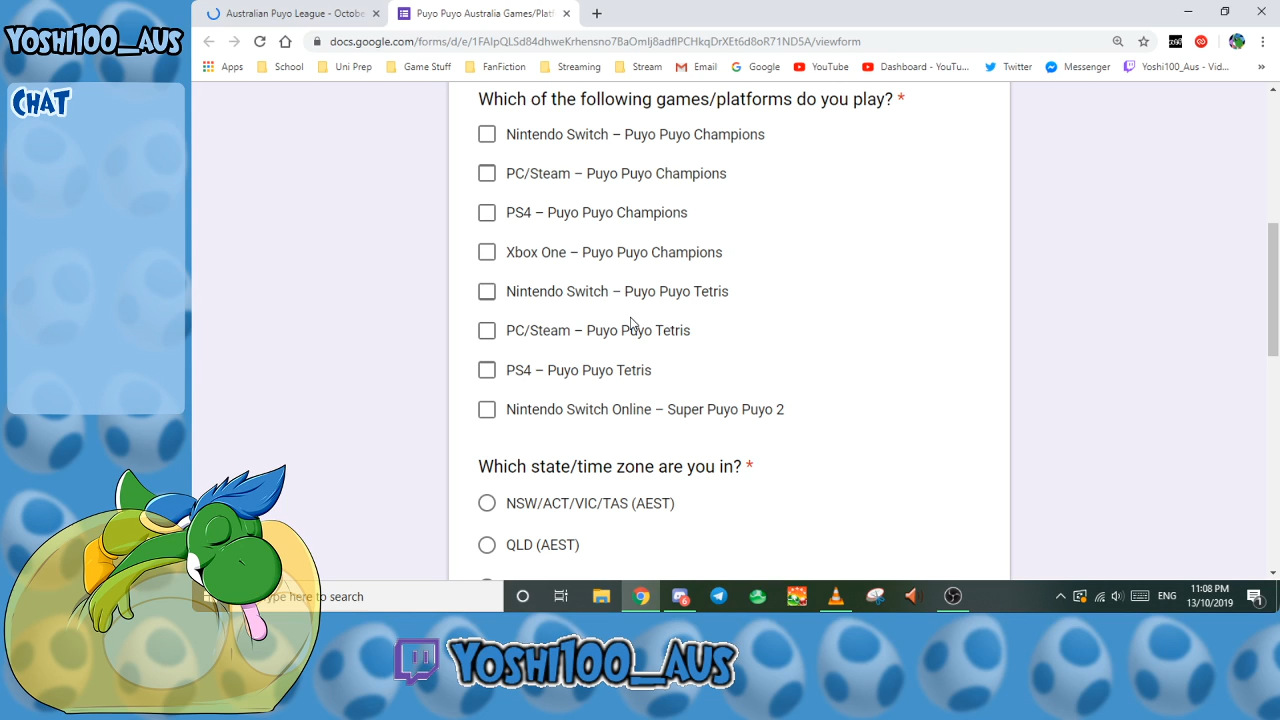 YOSHI100_AUS
CHAT
Australian Puyo League - Octobe
Puyo Puyo Australia Games/Platf
docs.google.com/forms/d/e/1FAIpQLSd84dhweKrhensno7BaOmIj8adflPCHkqDrXEt6d8oR71ND5A/viewform
Apps School Uni Prep Game Stuff FanFiction Streaming Steam Email Google YouTube Dashboard - YouTu... Twitter Messenger Yoshi100_Aus - Vid... »
Which of the following games/platforms do you play? *
Nintendo Switch – Puyo Puyo Champions
PC/Steam – Puyo Puyo Champions
PS4 – Puyo Puyo Champions
Xbox One – Puyo Puyo Champions
Nintendo Switch – Puyo Puyo Tetris
PC/Steam – Puyo Puyo Tetris
PS4 – Puyo Puyo Tetris
Nintendo Switch Online – Super Puyo Puyo 2
Which state/time zone are you in? *
NSW/ACT/VIC/TAS (AEST)
QLD (AEST)
here to search
ENG
11:08 PM
13/10/2019
YOSHI100_AUS